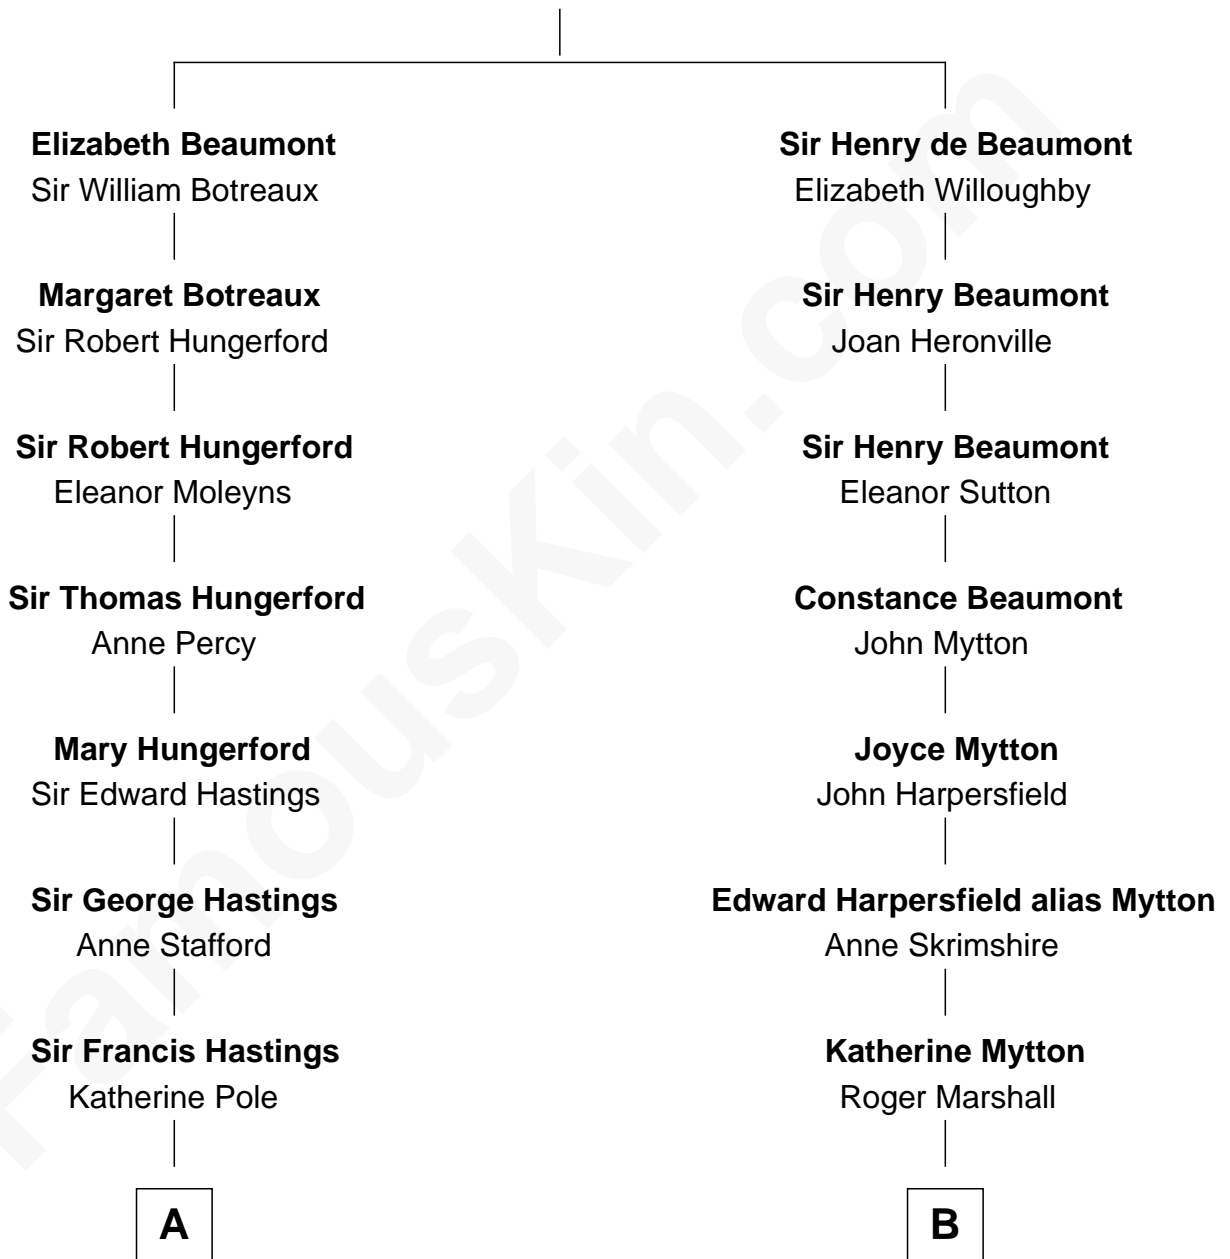 Elizabeth Beaumont
Sir William Botreaux
Margaret Botreaux
Sir Robert Hungerford
Sir Robert Hungerford
Eleanor Moleyns
Sir Thomas Hungerford
Anne Percy
Mary Hungerford
Sir Edward Hastings
Sir George Hastings
Anne Stafford
Sir Francis Hastings
Katherine Pole
A
Sir Henry de Beaumont
Elizabeth Willoughby
Sir Henry Beaumont
Joan Heronville
Sir Henry Beaumont
Eleanor Sutton
Constance Beaumont
John Mytton
Joyce Mytton
John Harpersfield
Edward Harpersfield alias Mytton
Anne Skrimshire
Katherine Mytton
Roger Marshall
B
FamousKin.com